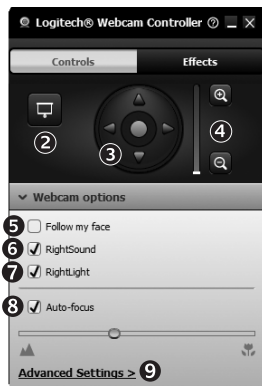 Logitech® Webcam Controller
Controls Effects
2
3
4
Webcam options
5 Follow my face
6 RightSound
7 RightLight
8 Auto-focus
Advanced Settings > 9